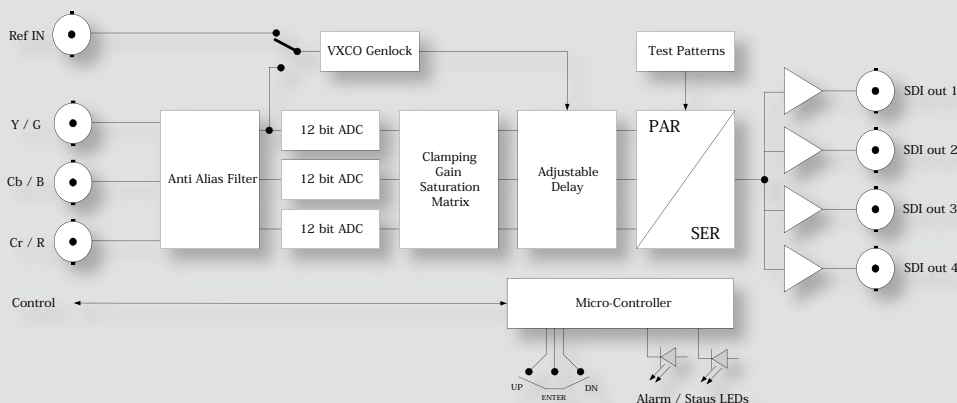 Ref IN
VXCO Genlock
Test Patterns
Y / G
Cb / B
Cr / R
Anti Alias Filter
12 bit ADC
12 bit ADC
12 bit ADC
Clamping
Gain
Saturation
Matrix
Adjustable
Delay
PAR
SER
SDI out 1
SDI out 2
SDI out 3
SDI out 4
Control
Micro-Controller
UP
ENTER
DN
Alarm / Staus LEDs